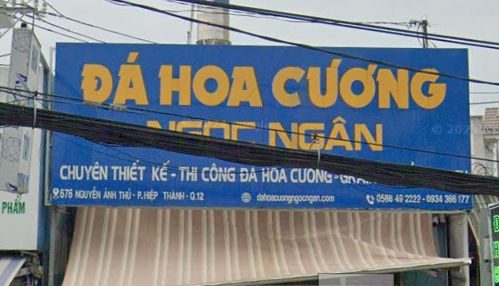 ĐÁ HOA CƯƠNG
NGỌC NGÂN
CHUYÊN THIẾT KẾ - THI CÔNG ĐÁ HOA CƯƠNG
576 NGUYỄN ẢNH THỦ - P.HIỆP THÀNH - Q.12
dahoacuongngocngan.com
0588 49 2222 - 0934 366 177
PHẨM